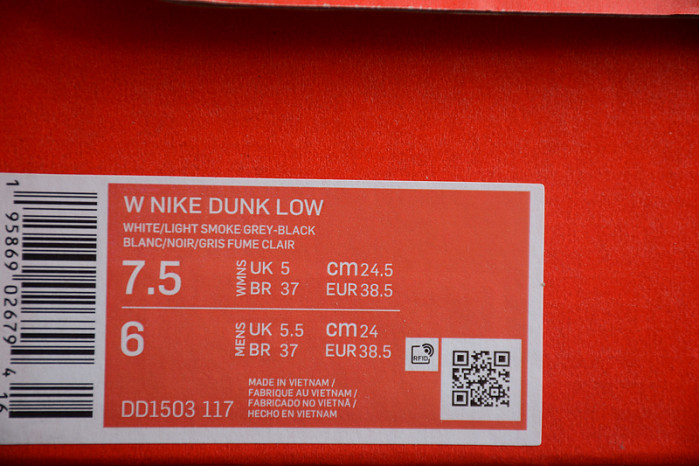 W NIKE DUNK LOW
WHITE/LIGHT SMOKE GREY-BLACK
BLANC/NOIR/GRIS FUME CLAIR
7.5 WMNS UK 5 cm 24.5
BR 37 EUR 38.5
6 MENS UK 5.5 cm 24
BR 37 EUR 38.5
RFID
MADE IN VIETNAM /
FABRIQUE AU VIETNAM /
FABRICADO NO VIETNÃ /
DD1503 117 HECHO EN VIETNAM
1 95869 02679 4 16